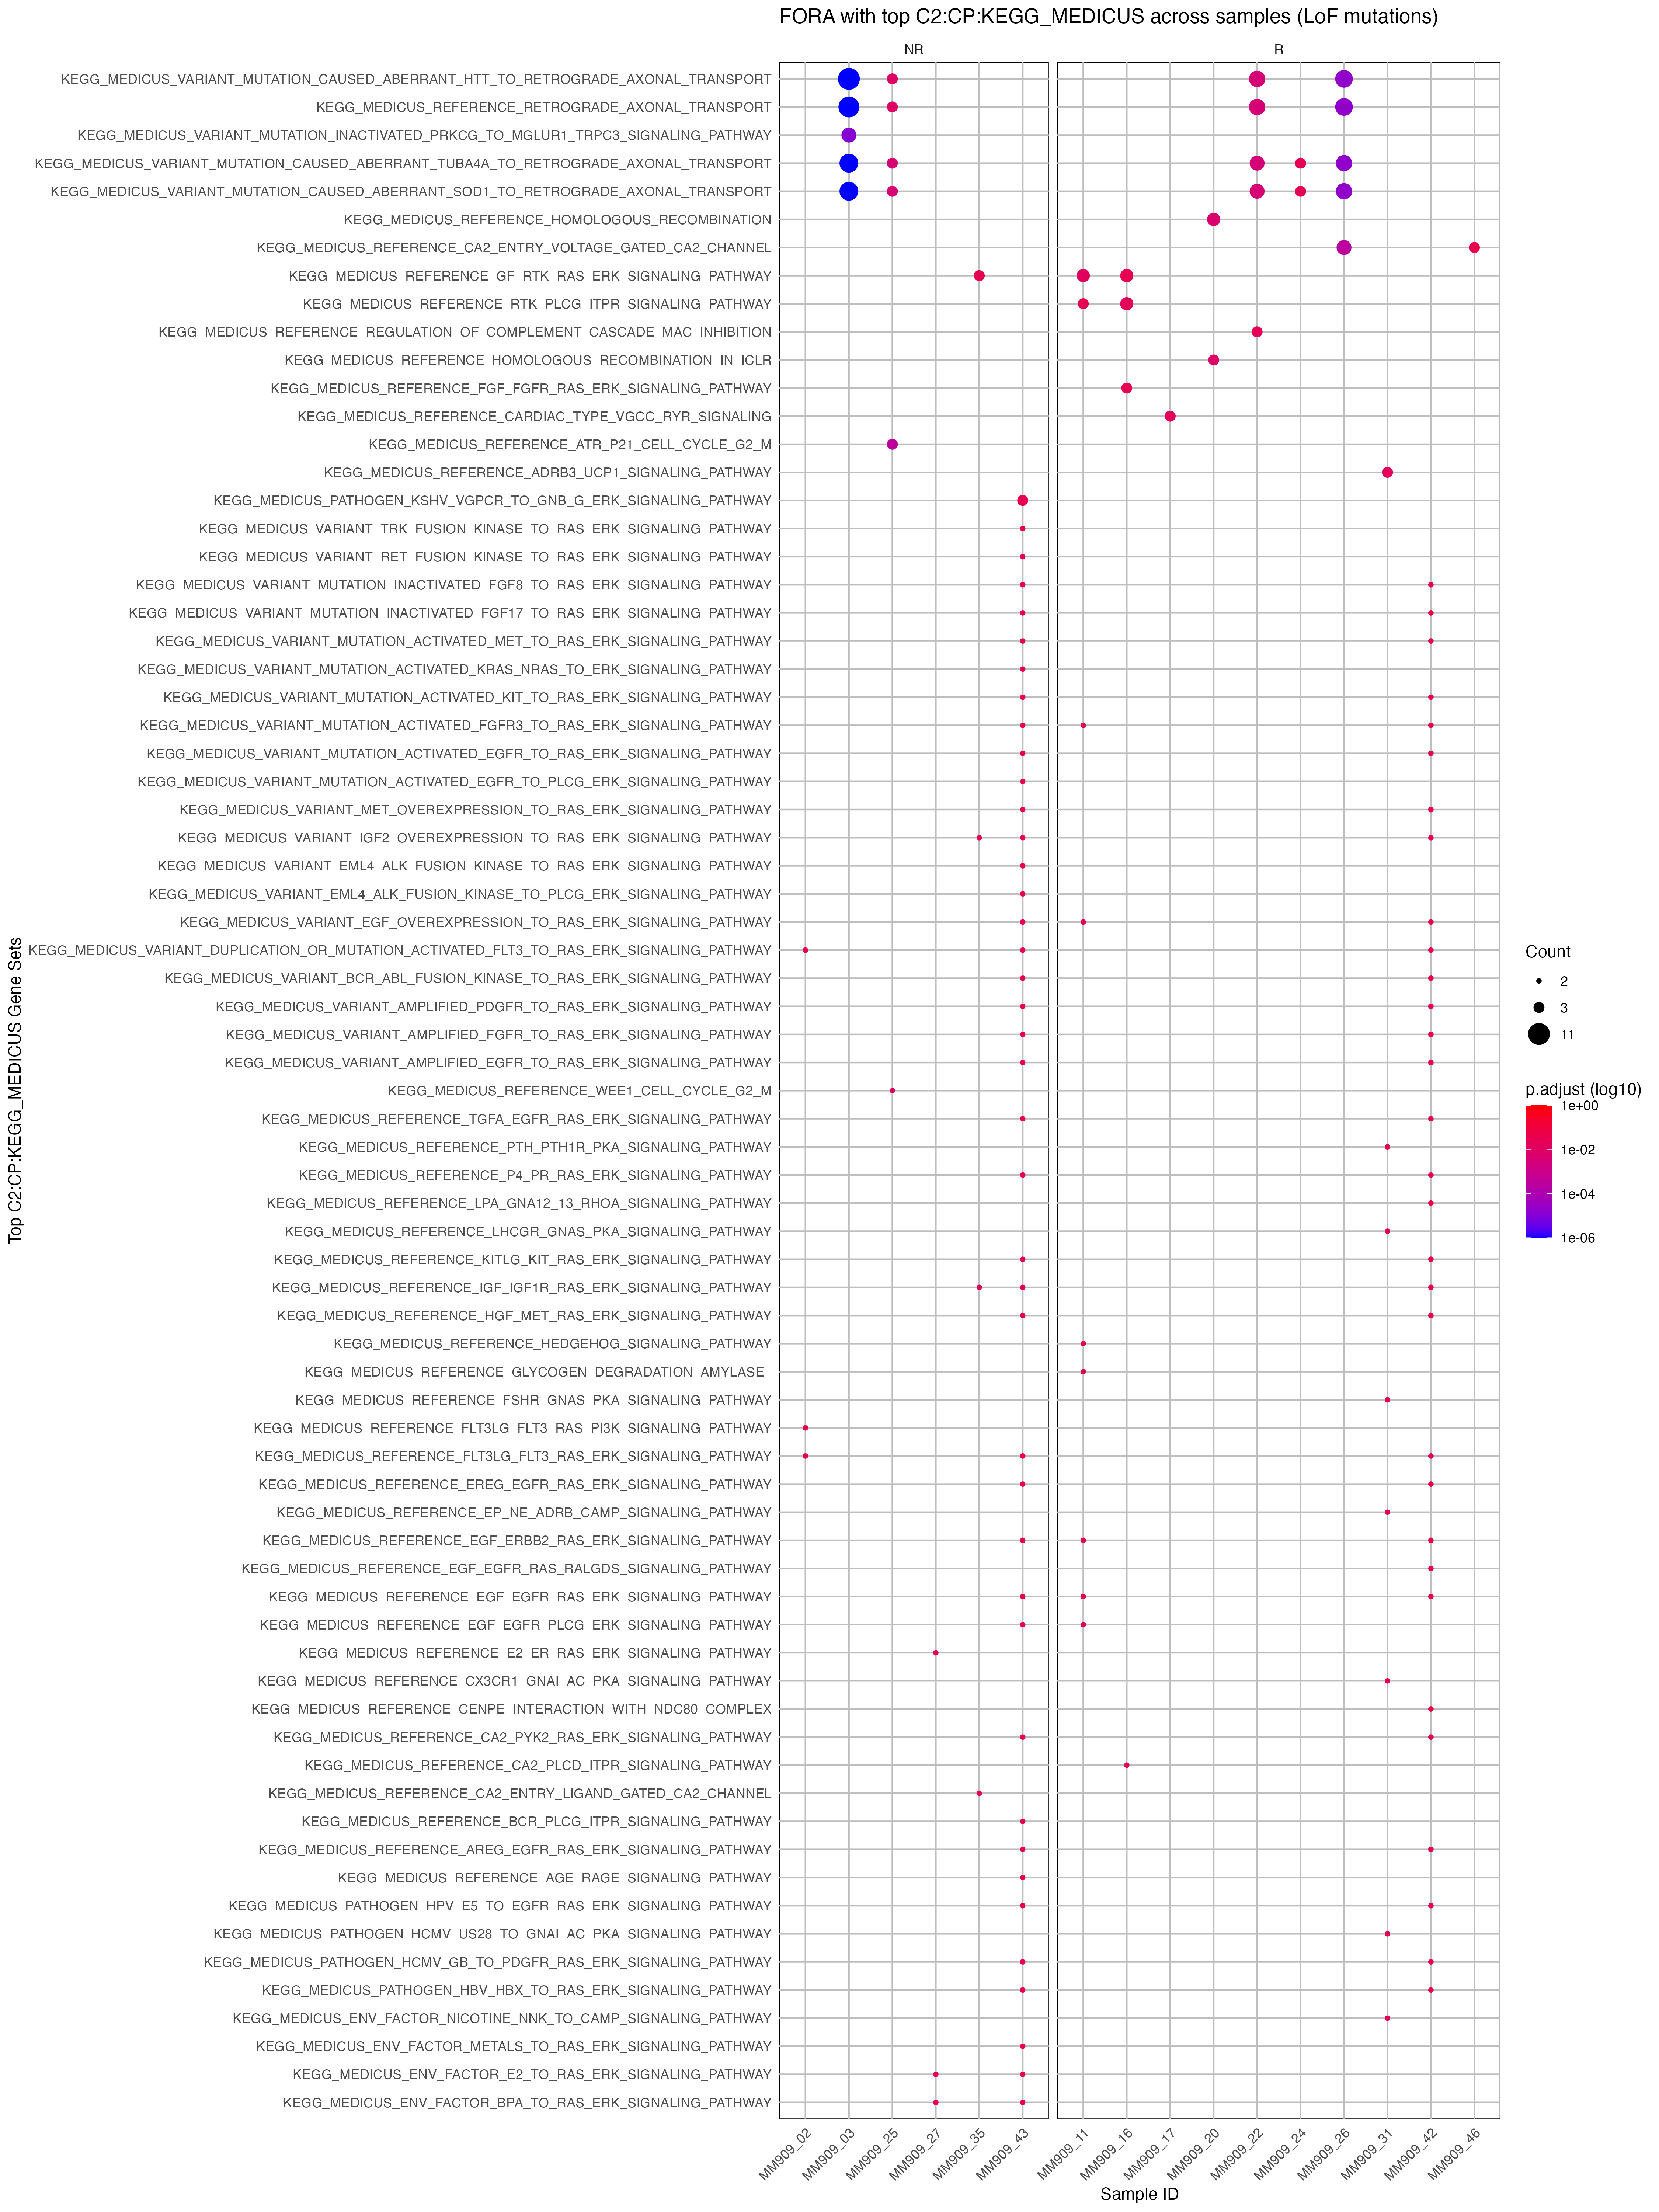 FORA with top C2:CP:KEGG_MEDICUS across samples (LoF mutations)
NR
R
KEGG_MEDICUS_VARIANT_MUTATION_CAUSED_ABERRANT_HTT_TO_RETROGRADE_AXONAL_TRANSPORT
KEGG_MEDICUS_REFERENCE_RETROGRADE_AXONAL_TRANSPORT
KEGG_MEDICUS_VARIANT_MUTATION_INACTIVATED_PRKCG_TO_MGLUR1_TRPC3_SIGNALING_PATHWAY
KEGG_MEDICUS_VARIANT_MUTATION_CAUSED_ABERRANT_TUBA4A_TO_RETROGRADE_AXONAL_TRANSPORT
KEGG_MEDICUS_VARIANT_MUTATION_CAUSED_ABERRANT_SOD1_TO_RETROGRADE_AXONAL_TRANSPORT
KEGG_MEDICUS_REFERENCE_HOMOLOGOUS_RECOMBINATION
KEGG_MEDICUS_REFERENCE_CA2_ENTRY_VOLTAGE_GATED_CA2_CHANNEL
KEGG_MEDICUS_REFERENCE_GF_RTK_RAS_ERK_SIGNALING_PATHWAY
KEGG_MEDICUS_REFERENCE_RTK_PLCG_ITPR_SIGNALING_PATHWAY
KEGG_MEDICUS_REFERENCE_REGULATION_OF_COMPLEMENT_CASCADE_MAC_INHIBITION
KEGG_MEDICUS_REFERENCE_HOMOLOGOUS_RECOMBINATION_IN_ICLR
KEGG_MEDICUS_REFERENCE_FGF_FGFR_RAS_ERK_SIGNALING_PATHWAY
KEGG_MEDICUS_REFERENCE_CARDIAC_TYPE_VGCC_RYR_SIGNALING
KEGG_MEDICUS_REFERENCE_ATR_P21_CELL_CYCLE_G2_M
KEGG_MEDICUS_REFERENCE_ADRB3_UCP1_SIGNALING_PATHWAY
KEGG_MEDICUS_PATHOGEN_KSHV_VGPCR_TO_GNB_G_ERK_SIGNALING_PATHWAY
KEGG_MEDICUS_VARIANT_TRK_FUSION_KINASE_TO_RAS_ERK_SIGNALING_PATHWAY
KEGG_MEDICUS_VARIANT_RET_FUSION_KINASE_TO_RAS_ERK_SIGNALING_PATHWAY
KEGG_MEDICUS_VARIANT_MUTATION_INACTIVATED_FGF8_TO_RAS_ERK_SIGNALING_PATHWAY
KEGG_MEDICUS_VARIANT_MUTATION_INACTIVATED_FGF17_TO_RAS_ERK_SIGNALING_PATHWAY
KEGG_MEDICUS_VARIANT_MUTATION_ACTIVATED_MET_TO_RAS_ERK_SIGNALING_PATHWAY
KEGG_MEDICUS_VARIANT_MUTATION_ACTIVATED_KRAS_NRAS_TO_ERK_SIGNALING_PATHWAY
KEGG_MEDICUS_VARIANT_MUTATION_ACTIVATED_KIT_TO_RAS_ERK_SIGNALING_PATHWAY
KEGG_MEDICUS_VARIANT_MUTATION_ACTIVATED_FGFR3_TO_RAS_ERK_SIGNALING_PATHWAY
KEGG_MEDICUS_VARIANT_MUTATION_ACTIVATED_EGFR_TO_RAS_ERK_SIGNALING_PATHWAY
KEGG_MEDICUS_VARIANT_MUTATION_ACTIVATED_EGFR_TO_PLCG_ERK_SIGNALING_PATHWAY
KEGG_MEDICUS_VARIANT_MET_OVEREXPRESSION_TO_RAS_ERK_SIGNALING_PATHWAY
KEGG_MEDICUS_VARIANT_IGF2_OVEREXPRESSION_TO_RAS_ERK_SIGNALING_PATHWAY
KEGG_MEDICUS_VARIANT_EML4_ALK_FUSION_KINASE_TO_RAS_ERK_SIGNALING_PATHWAY
KEGG_MEDICUS_VARIANT_EML4_ALK_FUSION_KINASE_TO_PLCG_ERK_SIGNALING_PATHWAY
KEGG_MEDICUS_VARIANT_EGF_OVEREXPRESSION_TO_RAS_ERK_SIGNALING_PATHWAY
KEGG_MEDICUS_VARIANT_DUPLICATION_OR_MUTATION_ACTIVATED_FLT3_TO_RAS_ERK_SIGNALING_PATHWAY
KEGG_MEDICUS_VARIANT_BCR_ABL_FUSION_KINASE_TO_RAS_ERK_SIGNALING_PATHWAY
KEGG_MEDICUS_VARIANT_AMPLIFIED_PDGFR_TO_RAS_ERK_SIGNALING_PATHWAY
KEGG_MEDICUS_VARIANT_AMPLIFIED_FGFR_TO_RAS_ERK_SIGNALING_PATHWAY
KEGG_MEDICUS_VARIANT_AMPLIFIED_EGFR_TO_RAS_ERK_SIGNALING_PATHWAY
KEGG_MEDICUS_REFERENCE_WEE1_CELL_CYCLE_G2_M
KEGG_MEDICUS_REFERENCE_TGFA_EGFR_RAS_ERK_SIGNALING_PATHWAY
KEGG_MEDICUS_REFERENCE_PTH_PTH1R_PKA_SIGNALING_PATHWAY
KEGG_MEDICUS_REFERENCE_P4_PR_RAS_ERK_SIGNALING_PATHWAY
KEGG_MEDICUS_REFERENCE_LPA_GNA12_13_RHOA_SIGNALING_PATHWAY
KEGG_MEDICUS_REFERENCE_LHCGR_GNAS_PKA_SIGNALING_PATHWAY
KEGG_MEDICUS_REFERENCE_KITLG_KIT_RAS_ERK_SIGNALING_PATHWAY
KEGG_MEDICUS_REFERENCE_IGF_IGF1R_RAS_ERK_SIGNALING_PATHWAY
KEGG_MEDICUS_REFERENCE_HGF_MET_RAS_ERK_SIGNALING_PATHWAY
KEGG_MEDICUS_REFERENCE_HEDGEHOG_SIGNALING_PATHWAY
KEGG_MEDICUS_REFERENCE_GLYCOGEN_DEGRADATION_AMYLASE_
KEGG_MEDICUS_REFERENCE_FSHR_GNAS_PKA_SIGNALING_PATHWAY
KEGG_MEDICUS_REFERENCE_FLT3LG_FLT3_RAS_PI3K_SIGNALING_PATHWAY
KEGG_MEDICUS_REFERENCE_FLT3LG_FLT3_RAS_ERK_SIGNALING_PATHWAY
KEGG_MEDICUS_REFERENCE_EREG_EGFR_RAS_ERK_SIGNALING_PATHWAY
KEGG_MEDICUS_REFERENCE_EP_NE_ADRB_CAMP_SIGNALING_PATHWAY
KEGG_MEDICUS_REFERENCE_EGF_ERBB2_RAS_ERK_SIGNALING_PATHWAY
KEGG_MEDICUS_REFERENCE_EGF_EGFR_RAS_RALGDS_SIGNALING_PATHWAY
KEGG_MEDICUS_REFERENCE_EGF_EGFR_RAS_ERK_SIGNALING_PATHWAY
KEGG_MEDICUS_REFERENCE_EGF_EGFR_PLCG_ERK_SIGNALING_PATHWAY
KEGG_MEDICUS_REFERENCE_E2_ER_RAS_ERK_SIGNALING_PATHWAY
KEGG_MEDICUS_REFERENCE_CX3CR1_GNAI_AC_PKA_SIGNALING_PATHWAY
KEGG_MEDICUS_REFERENCE_CENPE_INTERACTION_WITH_NDC80_COMPLEX
KEGG_MEDICUS_REFERENCE_CA2_PYK2_RAS_ERK_SIGNALING_PATHWAY
KEGG_MEDICUS_REFERENCE_CA2_PLCD_ITPR_SIGNALING_PATHWAY
KEGG_MEDICUS_REFERENCE_CA2_ENTRY_LIGAND_GATED_CA2_CHANNEL
KEGG_MEDICUS_REFERENCE_BCR_PLCG_ITPR_SIGNALING_PATHWAY
KEGG_MEDICUS_REFERENCE_AREG_EGFR_RAS_ERK_SIGNALING_PATHWAY
KEGG_MEDICUS_REFERENCE_AGE_RAGE_SIGNALING_PATHWAY
KEGG_MEDICUS_PATHOGEN_HPV_E5_TO_EGFR_RAS_ERK_SIGNALING_PATHWAY
KEGG_MEDICUS_PATHOGEN_HCMV_US28_TO_GNAI_AC_PKA_SIGNALING_PATHWAY
KEGG_MEDICUS_PATHOGEN_HCMV_GB_TO_PDGFR_RAS_ERK_SIGNALING_PATHWAY
KEGG_MEDICUS_PATHOGEN_HBV_HBX_TO_RAS_ERK_SIGNALING_PATHWAY
KEGG_MEDICUS_ENV_FACTOR_NICOTINE_NNK_TO_CAMP_SIGNALING_PATHWAY
KEGG_MEDICUS_ENV_FACTOR_METALS_TO_RAS_ERK_SIGNALING_PATHWAY
KEGG_MEDICUS_ENV_FACTOR_E2_TO_RAS_ERK_SIGNALING_PATHWAY
KEGG_MEDICUS_ENV_FACTOR_BPA_TO_RAS_ERK_SIGNALING_PATHWAY
Top C2:CP:KEGG_MEDICUS Gene Sets
MM909_02
MM909_03
MM909_25
MM909_27
MM909_35
MM909_43
MM909_11
MM909_16
MM909_17
MM909_20
MM909_22
MM909_24
MM909_26
MM909_31
MM909_42
MM909_46
Sample ID
Count
2
3
11
p.adjust (log10)
1e+00
1e-02
1e-04
1e-06